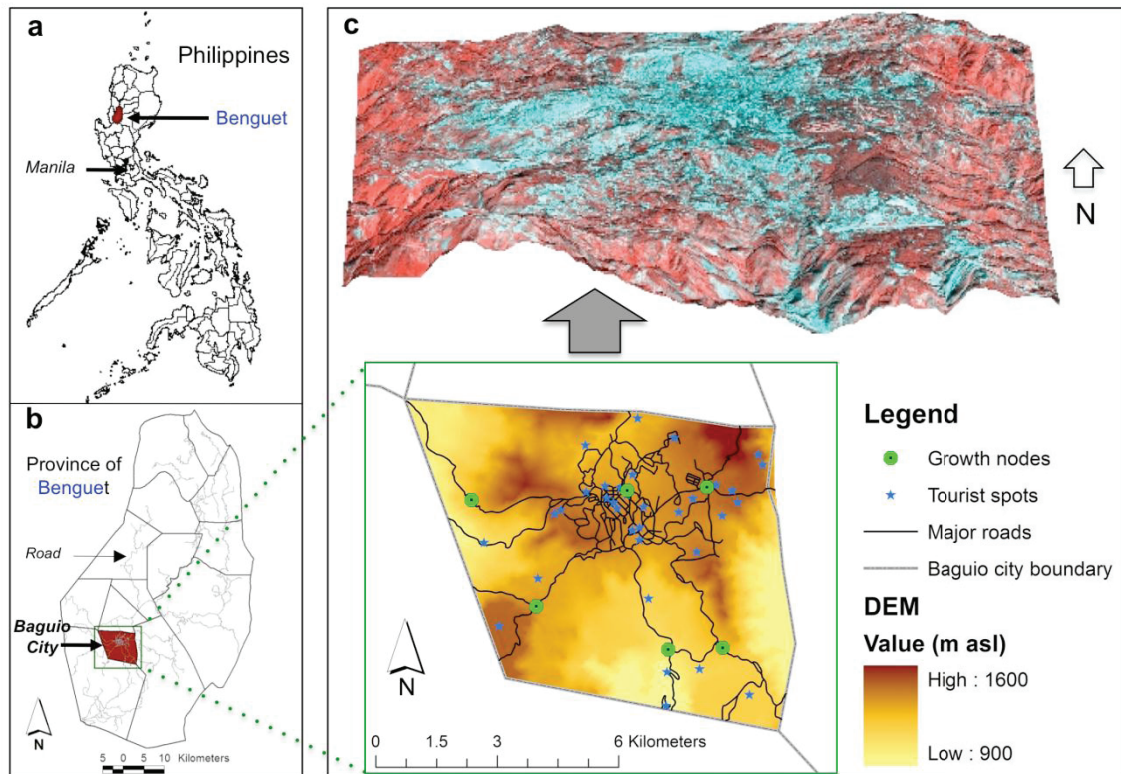 a
Philippines
Benguet
Manila
b
Province of
Benguet
Road
Baguio
City
N
5 0 5 10 Kilometers
c
N
N
0 1.5 3 6 Kilometers
Legend
Growth nodes
Tourist spots
Major roads
Baguio city boundary
DEM
Value (m asl)
High : 1600
Low : 900